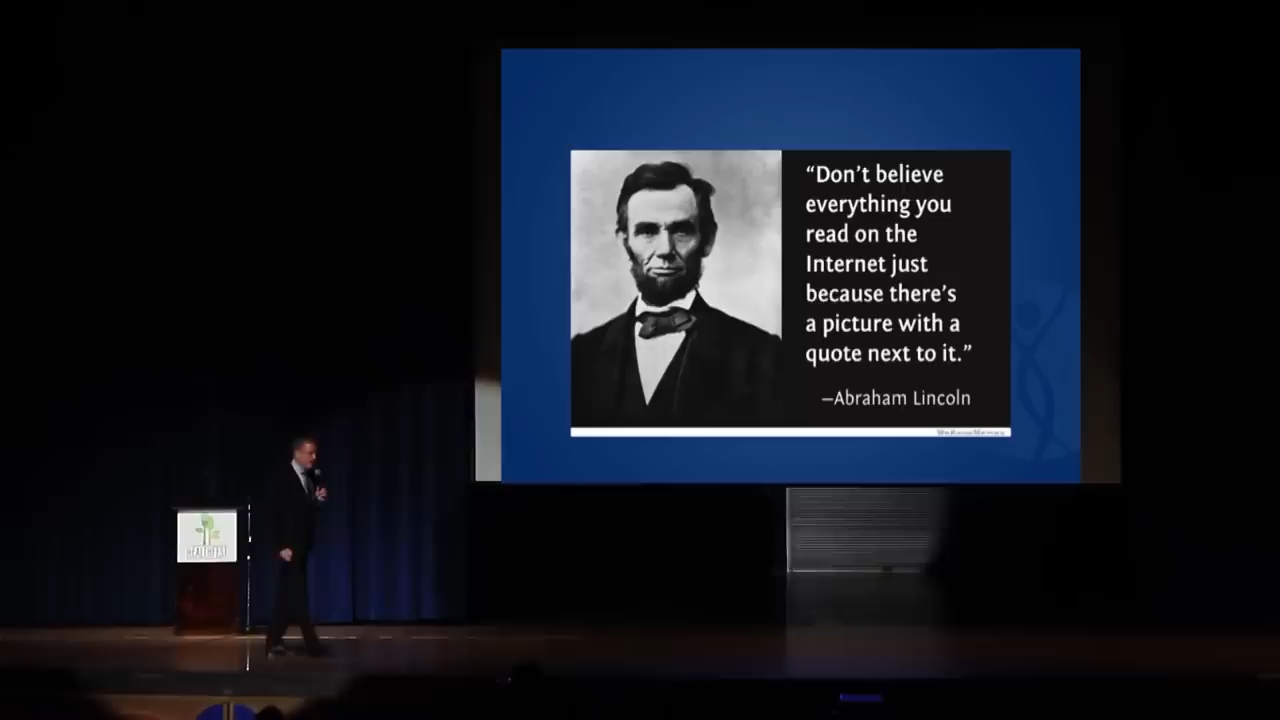 “Don’t believe
everything you
read on the
Internet just
because there’s
a picture with a
quote next to it.”
–Abraham Lincoln
HEALTHFEST